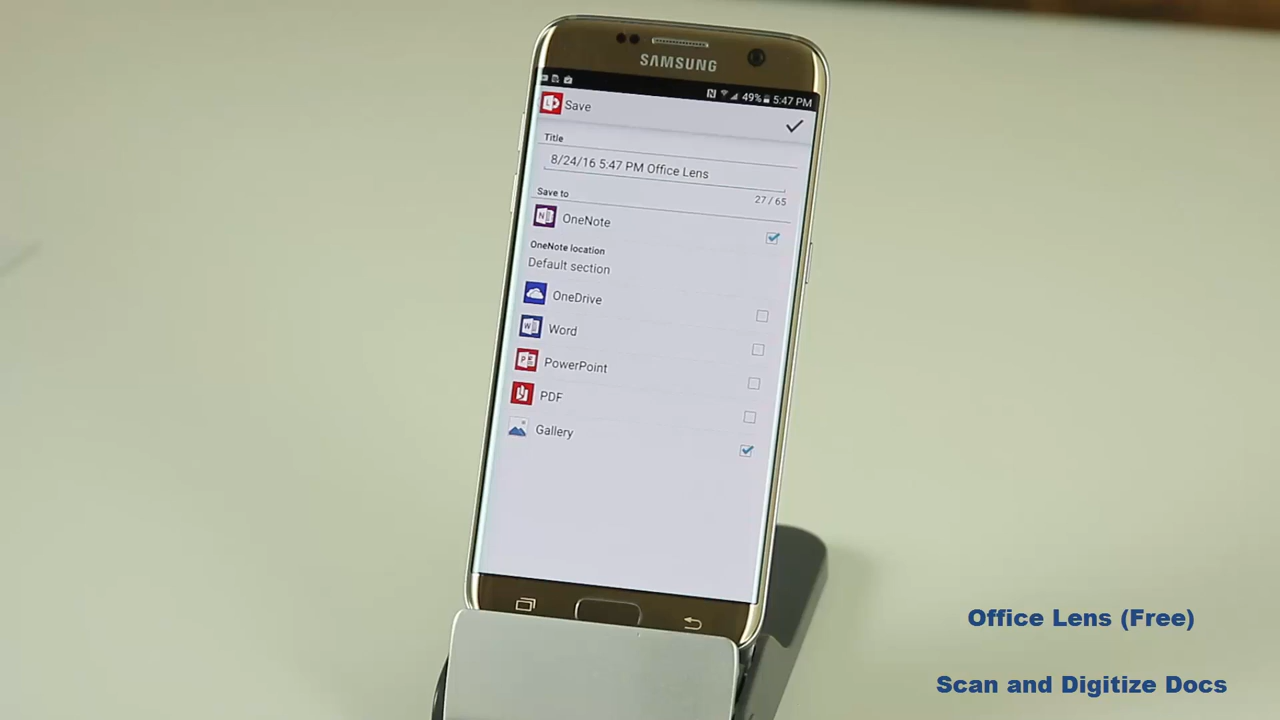 SAMSUNG
49% 5:47 PM
Save
Title
8/24/16 5:47 PM Office Lens
27 / 65
Save to
OneNote
OneNote location
Default section
OneDrive
Word
PowerPoint
PDF
Gallery
Office Lens (Free)
Scan and Digitize Docs